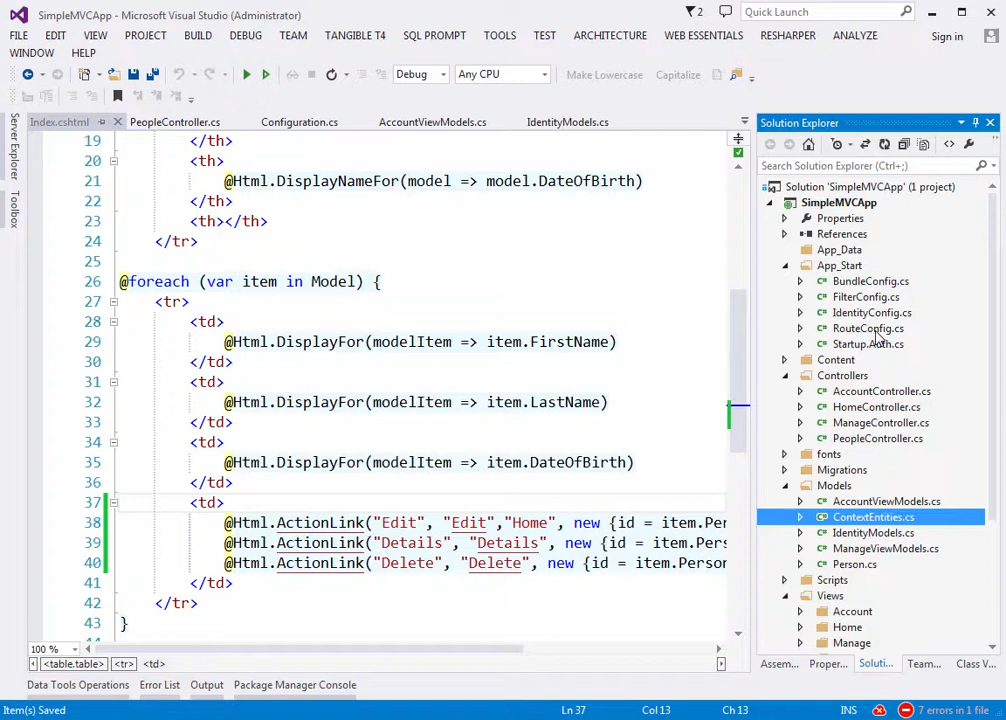 SimpleMVCApp - Microsoft Visual Studio (Administrator)
2
Quick Launch
FILE EDIT VIEW PROJECT BUILD DEBUG TEAM TANGIBLE T4 SQL PROMPT TOOLS TEST ARCHITECTURE WEB ESSENTIALS RESHARPER ANALYZE Sign in
WINDOW HELP
Debug Any CPU Make Lowercase Capitalize
Server Explorer
Toolbox
Index.cshtml PeopleController.cs Configuration.cs AccountViewModels.cs IdentityModels.cs
19 </th>
20 <th>
21 @Html.DisplayNameFor(model => model.DateOfBirth)
22 </th>
23 <th></th>
24 </tr>
25
26 @foreach (var item in Model) {
27 <tr>
28 <td>
29 @Html.DisplayFor(modelItem => item.FirstName)
30 </td>
31 <td>
32 @Html.DisplayFor(modelItem => item.LastName)
33 </td>
34 <td>
35 @Html.DisplayFor(modelItem => item.DateOfBirth)
36 </td>
37 <td>
38 @Html.ActionLink("Edit", "Edit","Home", new {id = item.Per
39 @Html.ActionLink("Details", "Details", new {id = item.Pers
40 @Html.ActionLink("Delete", "Delete", new {id = item.Person
41 </td>
42 </tr>
43 }
100 %
<table.table> <tr> <td>
Solution Explorer
Search Solution Explorer (Ctrl+;)
Solution 'SimpleMVCApp' (1 project)
SimpleMVCApp
Properties
References
App_Data
App_Start
BundleConfig.cs
FilterConfig.cs
IdentityConfig.cs
RouteConfig.cs
Startup.Auth.cs
Content
Controllers
AccountController.cs
HomeController.cs
ManageController.cs
PeopleController.cs
fonts
Migrations
Models
AccountViewModels.cs
ContextEntities.cs
IdentityModels.cs
ManageViewModels.cs
Person.cs
Scripts
Views
Account
Home
Manage
Assem... Proper... Soluti... Team... Class V...
Data Tools Operations Error List Output Package Manager Console
Item(s) Saved Ln 37 Col 13 Ch 13 INS 7 errors in 1 file